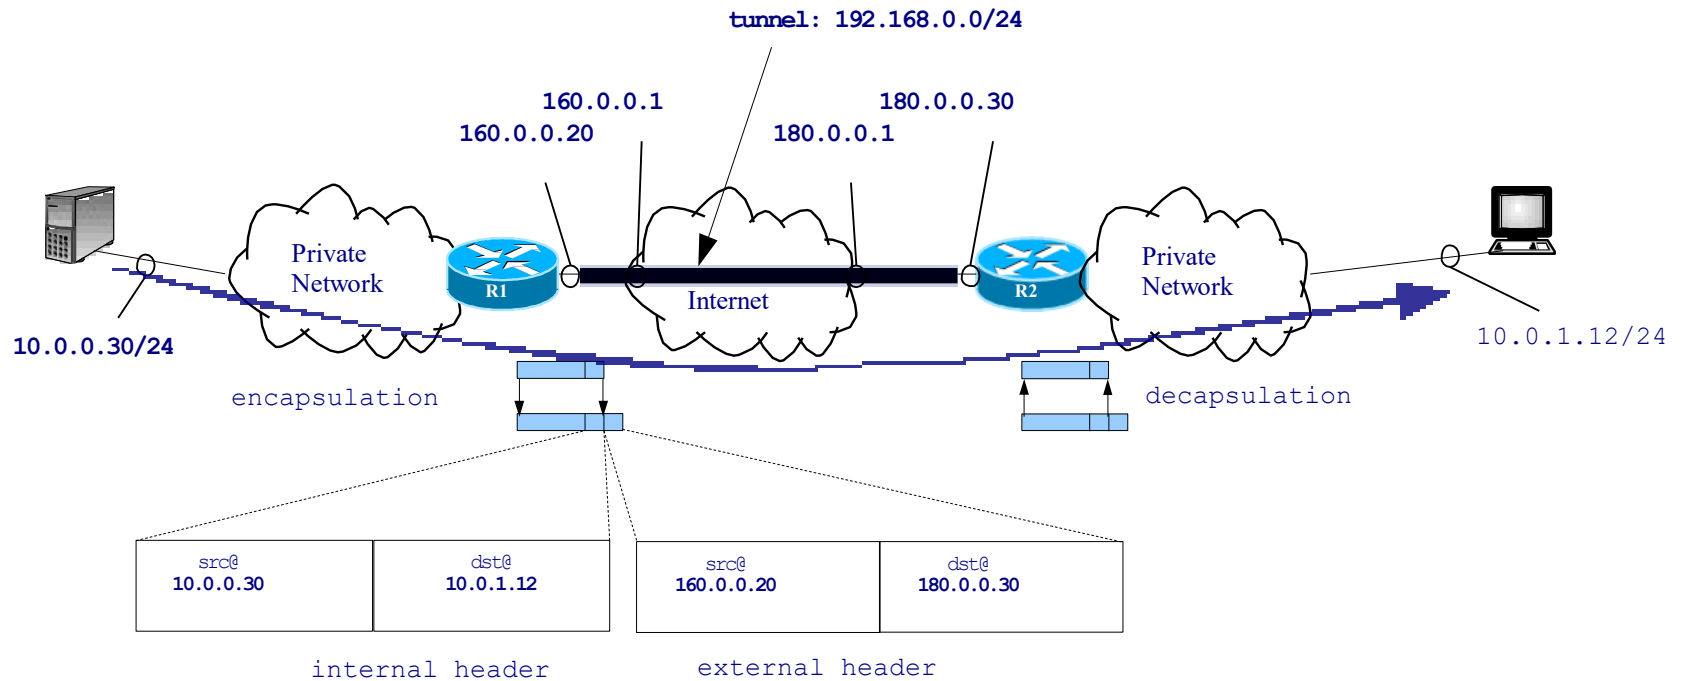 tunnel: 192.168.0.0/24
160.0.0.1
180.0.0.30
160.0.0.20
180.0.0.1
Private
Network
R1
Internet
R2
Private
Network
10.0.0.30/24
10.0.1.12/24
encapsulation
decapsulation
src@
10.0.0.30
dst@
10.0.1.12
src@
160.0.0.20
dst@
180.0.0.30
internal header
external header